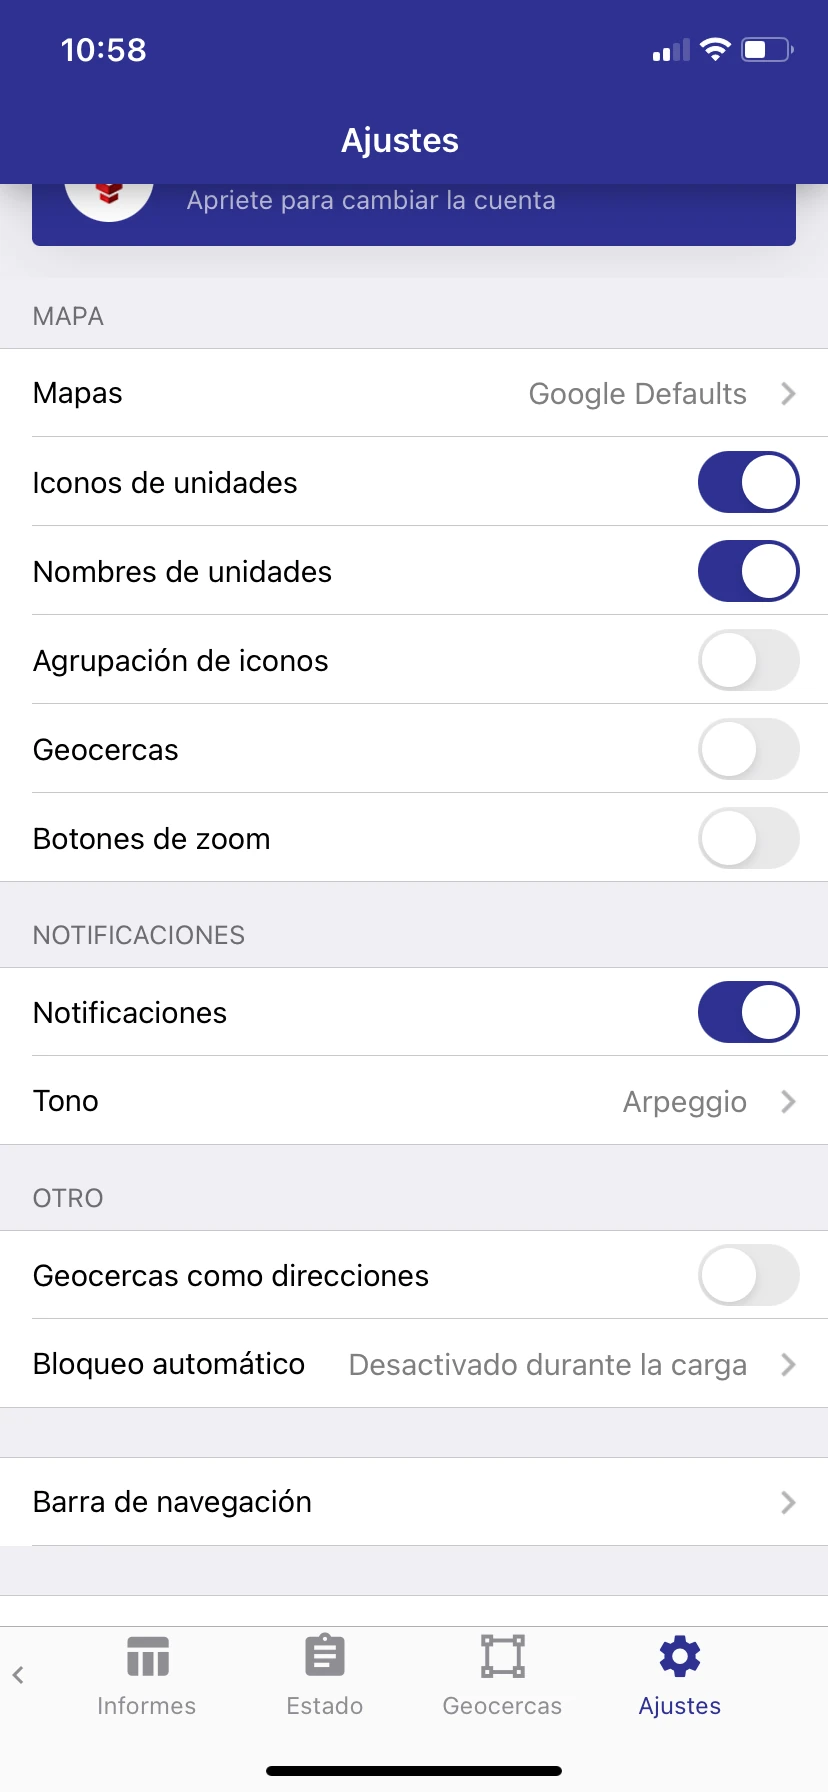 10:58
Ajustes
Apriete para cambiar la cuenta
MAPA
Mapas Google Defaults
Iconos de unidades
Nombres de unidades
Agrupación de iconos
Geocercas
Botones de zoom
NOTIFICACIONES
Notificaciones
Tono Arpeggio
OTRO
Geocercas como direcciones
Bloqueo automático Desactivado durante la carga
Barra de navegación
Informes Estado Geocercas Ajustes